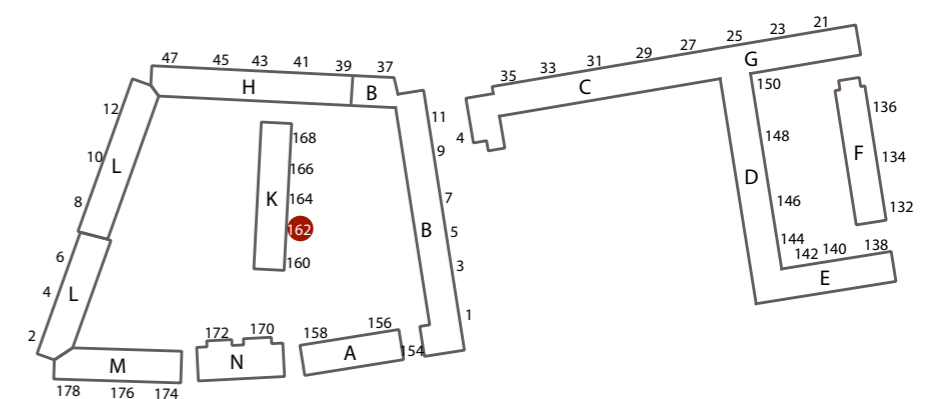 47 45 43 41 39 37
H B
35 33 31 29 27 25 23 21
C G
12
10 L
8
6
4 L
2
168
166
K 164
162
160
11
9
7
B 5
3
1
4
150
148
D
146
144
142 140 138
E
136
F 134
132
172 170
N
158 156
A 154
M
178 176 174